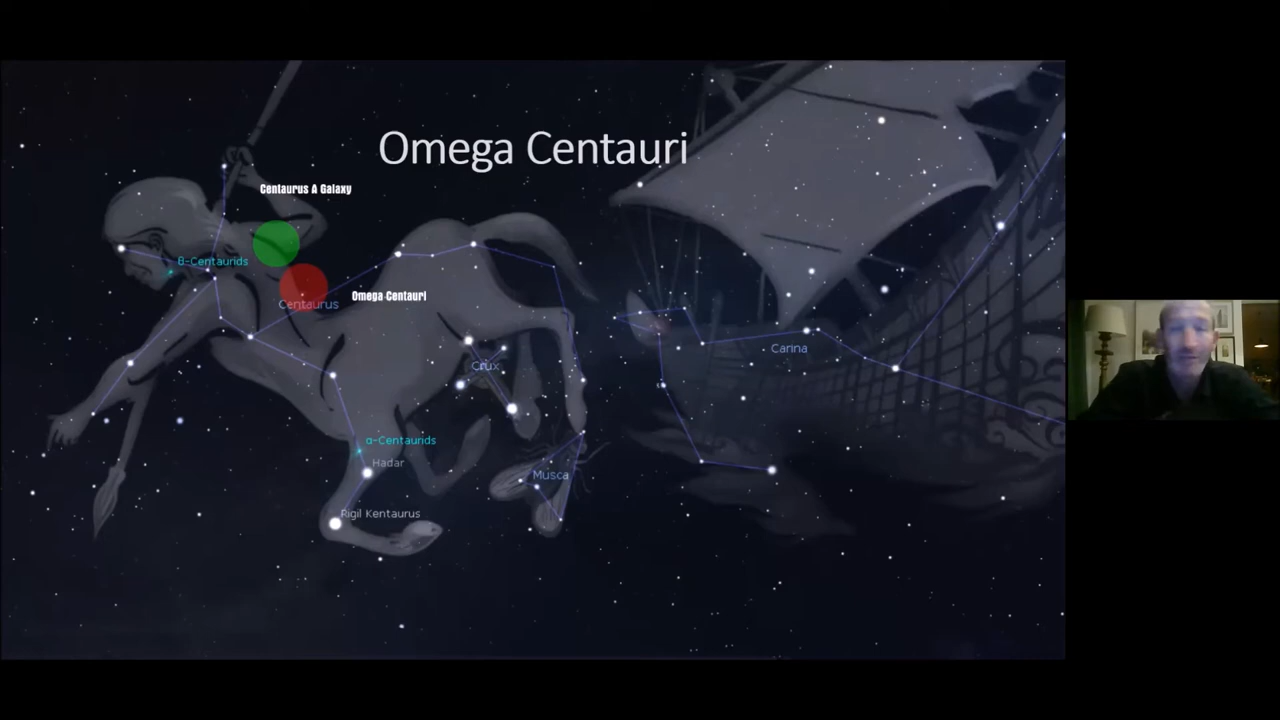 Omega Centauri
Centaurus A Galaxy
θ-Centaurids
Centaurus
Omega Centauri
Carina
Crux
α-Centaurids
Hadar
Musca
Rigil Kentaurus